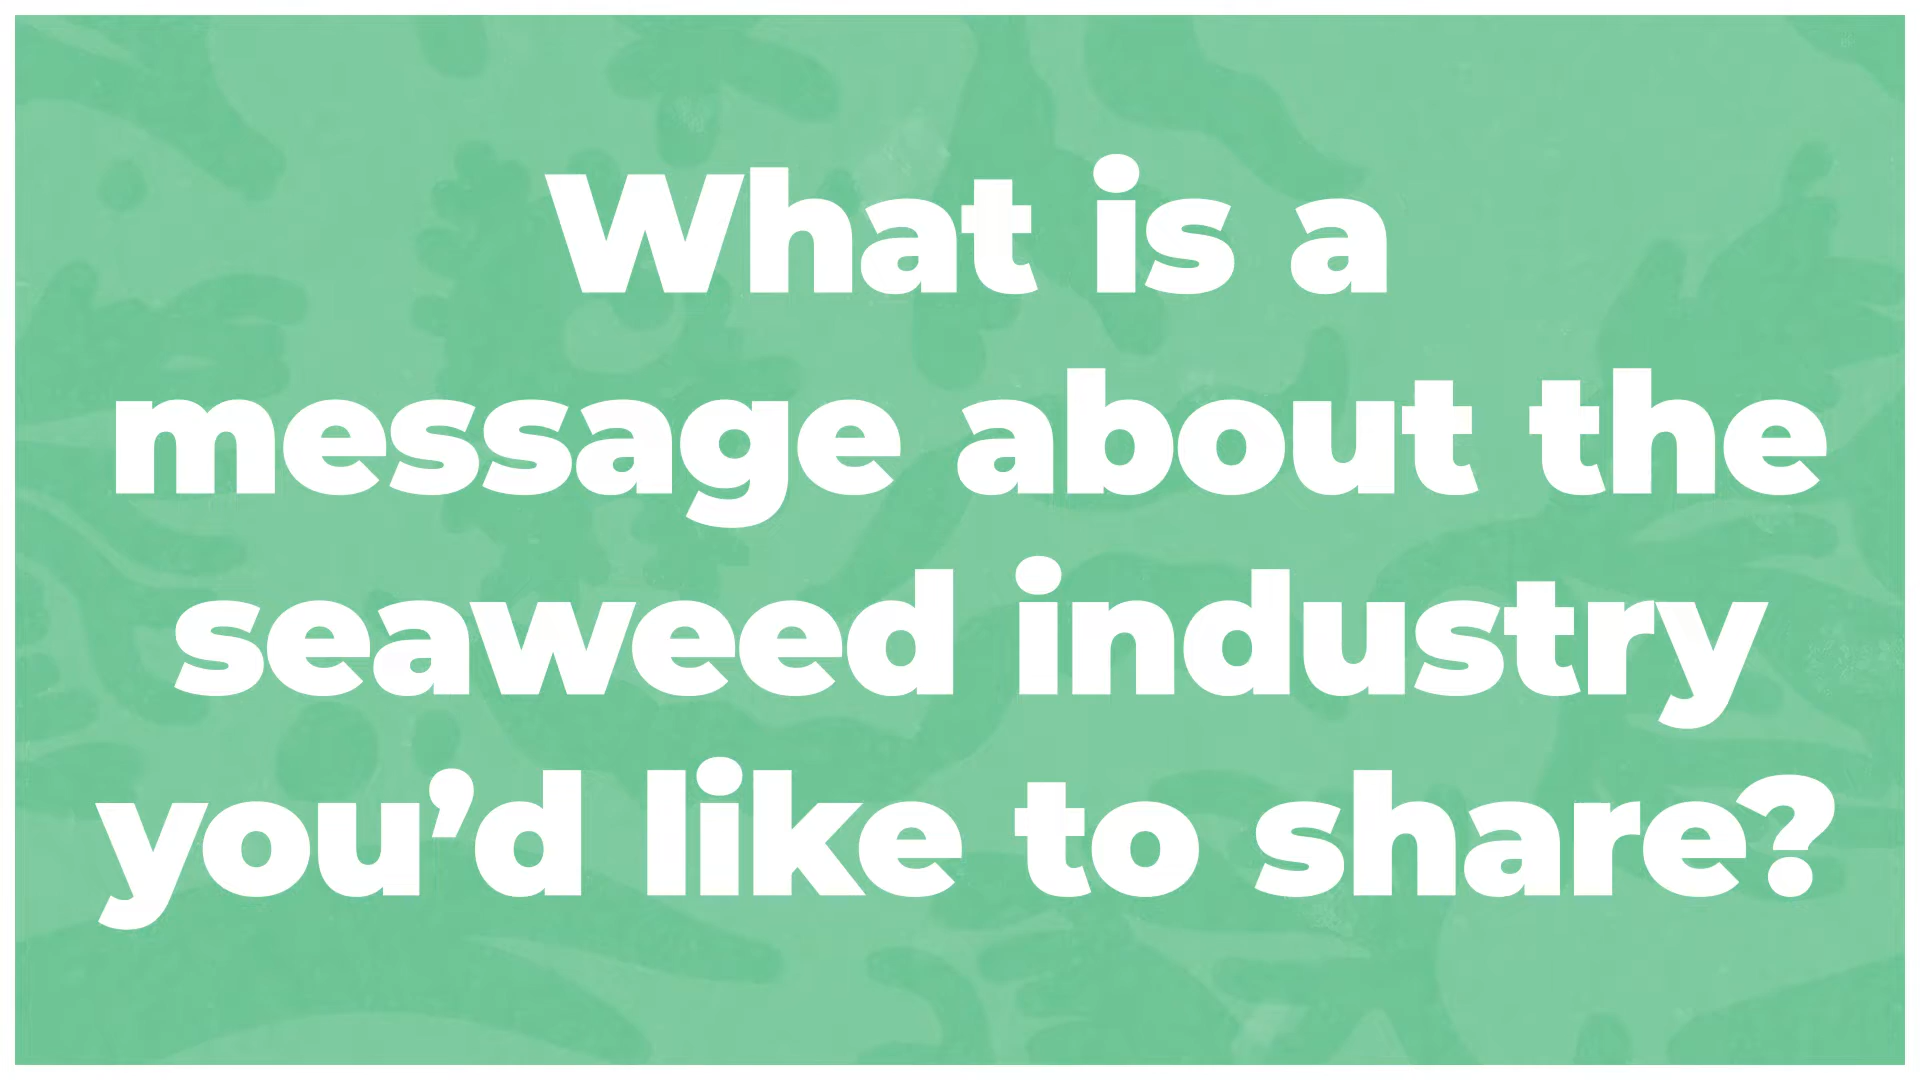 What is a
message about the
seaweed industry
you’d like to share?